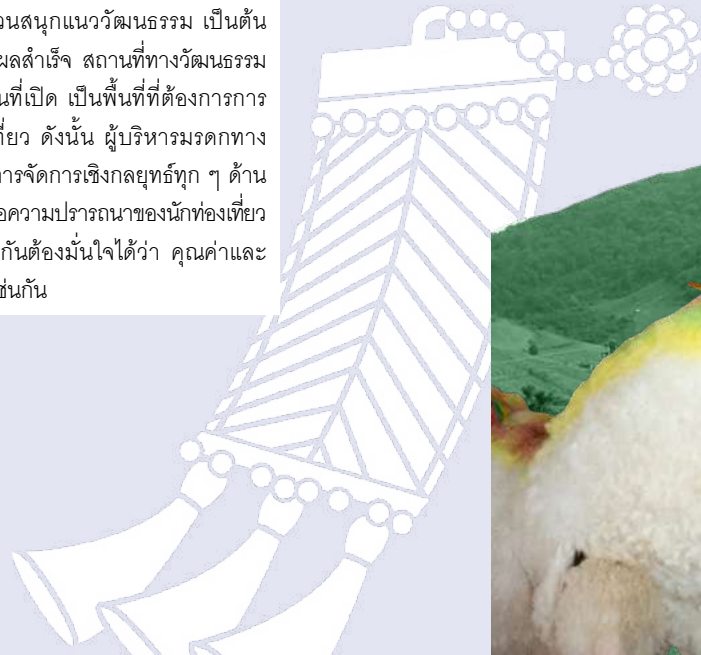 วนสนุกแนววัฒนธรรม เป็นต้น
ผลสำเร็จ สถานที่ทางวัฒนธรรม
นที่เปิด เป็นพื้นที่ที่ต้องการการ
ที่ยว ดังนั้น ผู้บริหารมรดกทาง
การจัดการเชิงกลยุทธ์ทุก ๆ ด้าน
อความปรารถนาของนักท่องเที่ยว
กันต้องมั่นใจได้ว่า คุณค่าและ
ช่นกัน